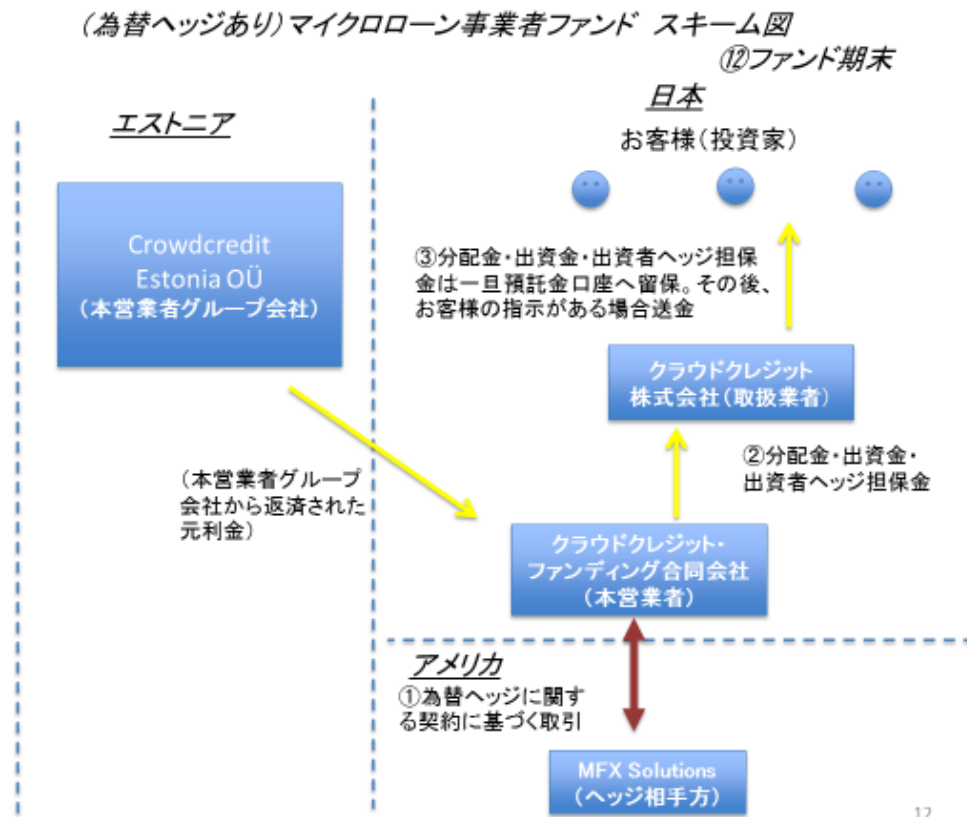 (為替ヘッジあり)マイクロローン事業者ファンド スキーム図
⑫ファンド期末
エストニア
日本
お客様(投資家)
Crowdcredit
Estonia OÜ
(本営業者グループ会社)
③分配金・出資金・出資者ヘッジ担保
金は一旦預託金口座へ留保。その後、
お客様の指示がある場合送金
クラウドクレジット
株式会社(取扱業者)
②分配金・出資金・
出資者ヘッジ担保金
(本営業者グループ
会社から返済された
元利金)
クラウドクレジット・
ファンディング合同会社
(本営業者)
アメリカ
①為替ヘッジに関す
る契約に基づく取引
MFX Solutions
(ヘッジ相手方)
12